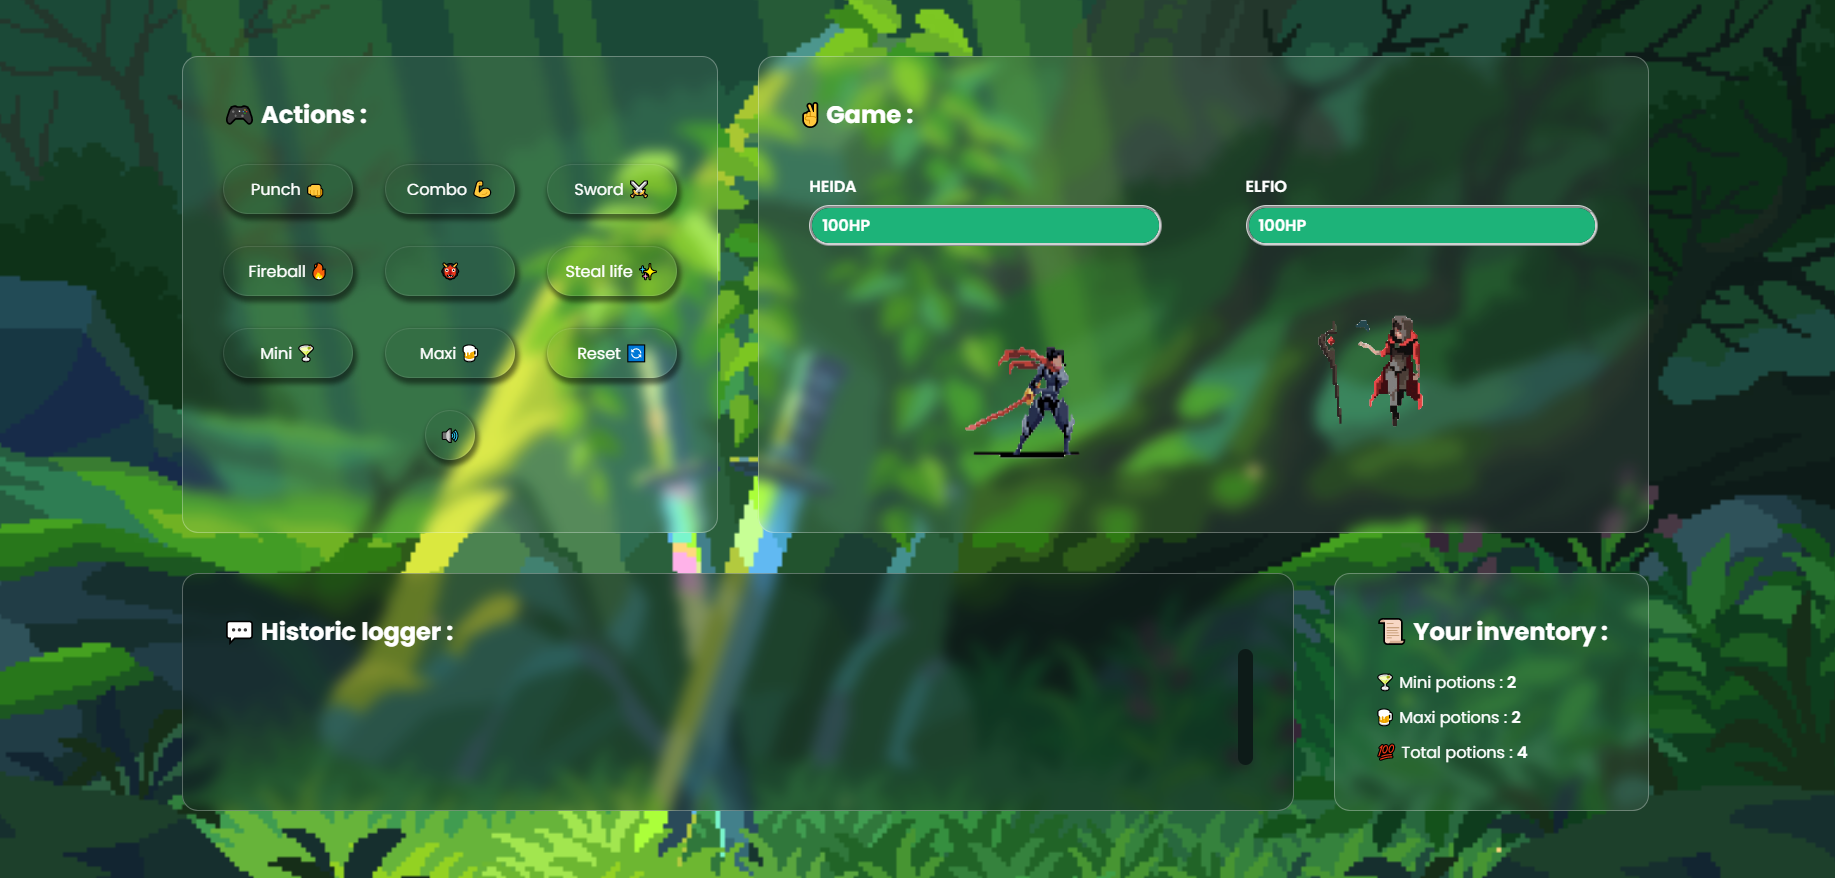 🎮 Actions :
Punch 👊
Combo 💪
Sword ⚔️
Fireball 🔥
👹
Steal life ✨
Mini 🍸
Maxi 🍺
Reset 🔄
🔊
✌️ Game :
HEIDA
100HP
ELFIO
100HP
💬 Historic logger :
📜 Your inventory :
🍸 Mini potions : 2
🍺 Maxi potions : 2
💯 Total potions : 4